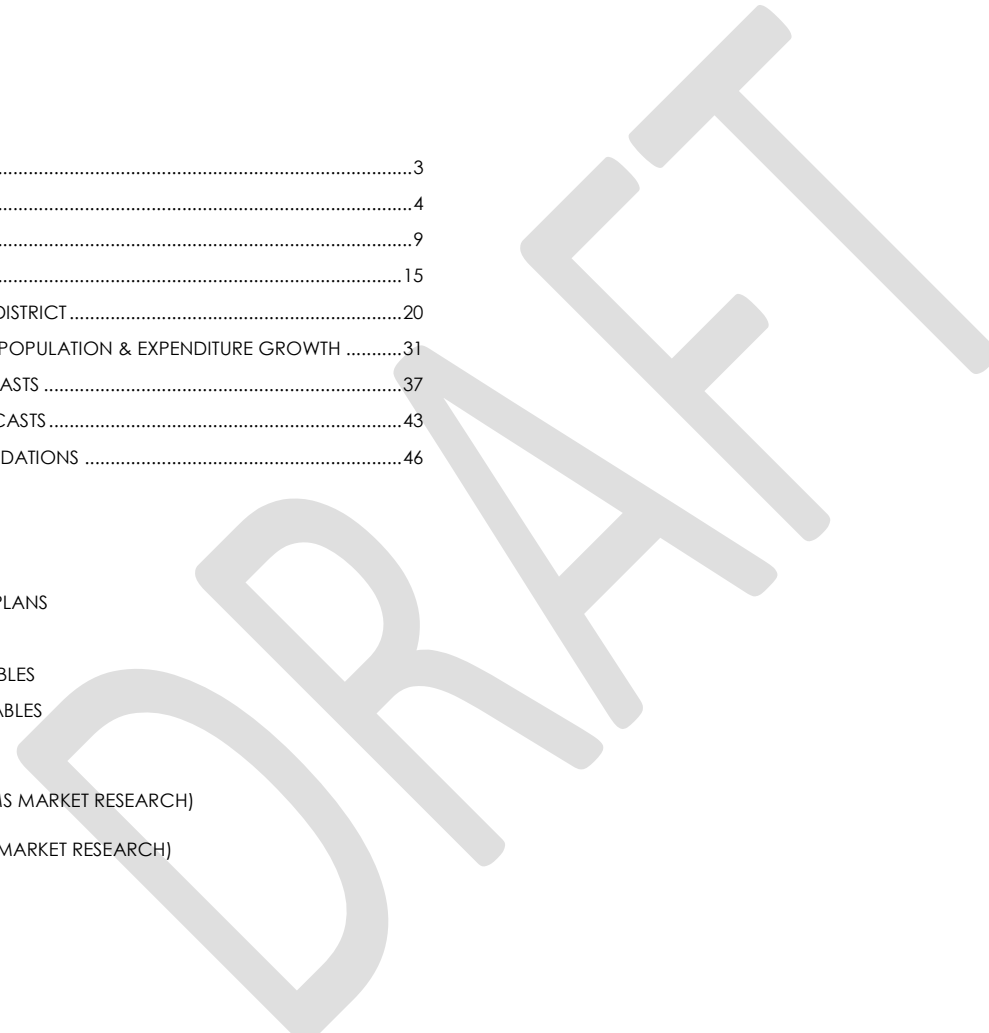 ..........................................................................................3
..........................................................................................4
..........................................................................................9
........................................................................................15
DISTRICT ..........................................................................20
POPULATION & EXPENDITURE GROWTH ...........31
ASTS ................................................................................37
CASTS ...............................................................................43
DATIONS .......................................................................46
PLANS
BLES
ABLES
MS MARKET RESEARCH)
MARKET RESEARCH)
DRAFT